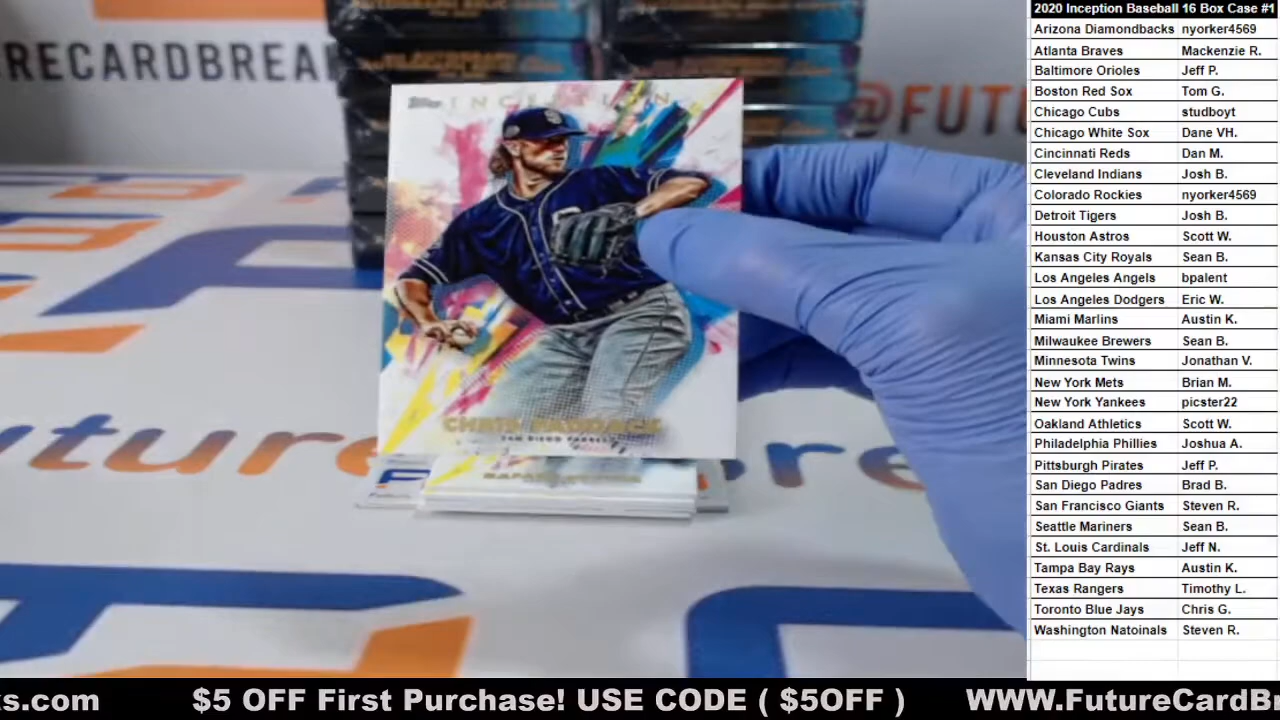 2020 Inception Baseball 16 Box Case #1
Arizona Diamondbacks nyorker4569
Atlanta Braves Mackenzie R.
Baltimore Orioles Jeff P.
Boston Red Sox Tom G.
Chicago Cubs studboyt
Chicago White Sox Dane VH.
Cincinnati Reds Dan M.
Cleveland Indians Josh B.
Colorado Rockies nyorker4569
Detroit Tigers Josh B.
Houston Astros Scott W.
Kansas City Royals Sean B.
Los Angeles Angels bpalent
Los Angeles Dodgers Eric W.
Miami Marlins Austin K.
Milwaukee Brewers Sean B.
Minnesota Twins Jonathan V.
New York Mets Brian M.
New York Yankees picster22
Oakland Athletics Scott W.
Philadelphia Phillies Joshua A.
Pittsburgh Pirates Jeff P.
San Diego Padres Brad B.
San Francisco Giants Steven R.
Seattle Mariners Sean B.
St. Louis Cardinals Jeff N.
Tampa Bay Rays Austin K.
Texas Rangers Timothy L.
Toronto Blue Jays Chris G.
Washington Natoinals Steven R.
RECARDBREA
@FUTU
Topps INCEPTION
CHRIS PADDACK
SAN DIEGO PADRES
uture
re
ks.com $5 OFF First Purchase! USE CODE ( $5OFF ) WWW.FutureCardBr